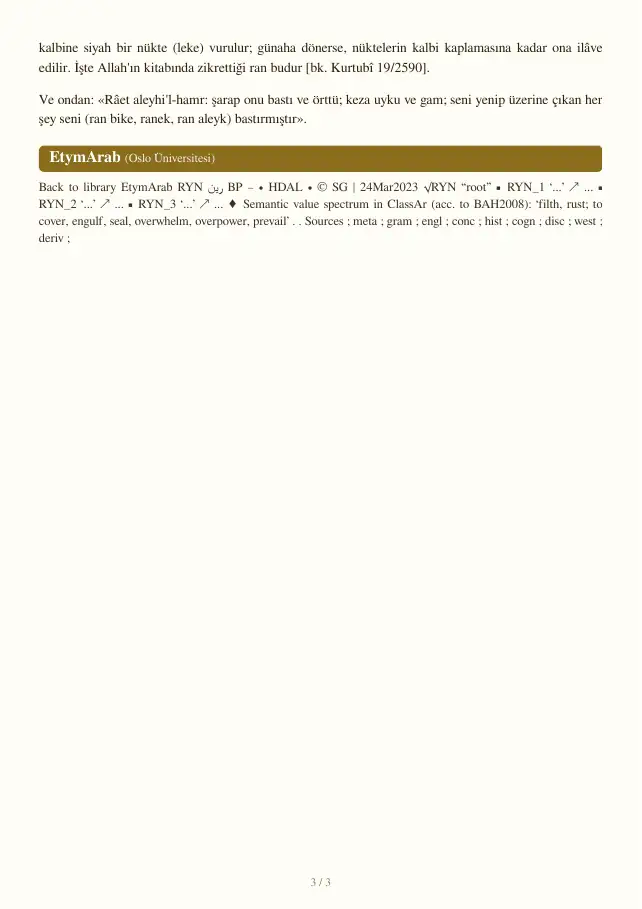 kalbine siyah bir nükte (leke) vurulur; günaha dönerse, nüktelerin kalbi kaplamasına kadar ona ilâve
edilir. İşte Allah'ın kitabında zikrettiği ran budur [bk. Kurtubî 19/2590].
Ve ondan: «Râet aleyhi'l-hamr: şarap onu bastı ve örttü; keza uyku ve gam; seni yenip üzerine çıkan her
şey seni (ran bike, ranek, ran aleyk) bastırmıştır».
EtymArab (Oslo Üniversitesi)
Back to library EtymArab RYN رين BP – • HDAL • © SG | 24Mar2023 √RYN “root” ▪ RYN_1 ‘...’ ↗ ... ▪
RYN_2 ‘...’ ↗ ... ▪ RYN_3 ‘...’ ↗ ... ♦ Semantic value spectrum in ClassAr (acc. to BAH2008): ‘filth, rust; to
cover, engulf, seal, overwhelm, overpower, prevail’ . . Sources ; meta ; gram ; engl ; conc ; hist ; cogn ; disc ; west ;
deriv ;
3 / 3